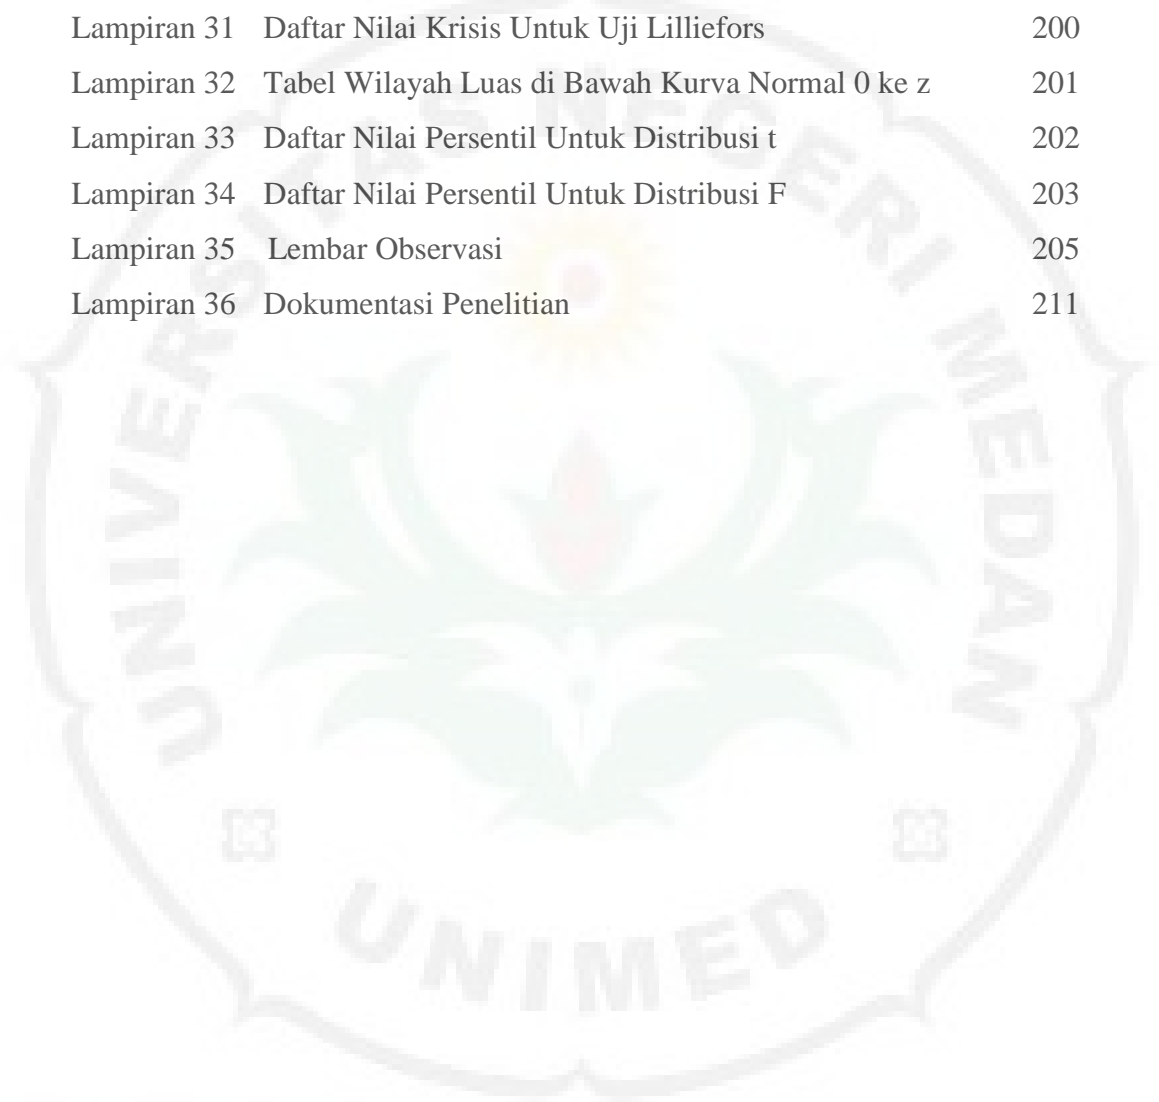 Lampiran 31 Daftar Nilai Krisis Untuk Uji Lilliefors 200
Lampiran 32 Tabel Wilayah Luas di Bawah Kurva Normal 0 ke z 201
Lampiran 33 Daftar Nilai Persentil Untuk Distribusi t 202
Lampiran 34 Daftar Nilai Persentil Untuk Distribusi F 203
Lampiran 35 Lembar Observasi 205
Lampiran 36 Dokumentasi Penelitian 211
UNIVERSITAS NEGERI MEDAN
UNIMED